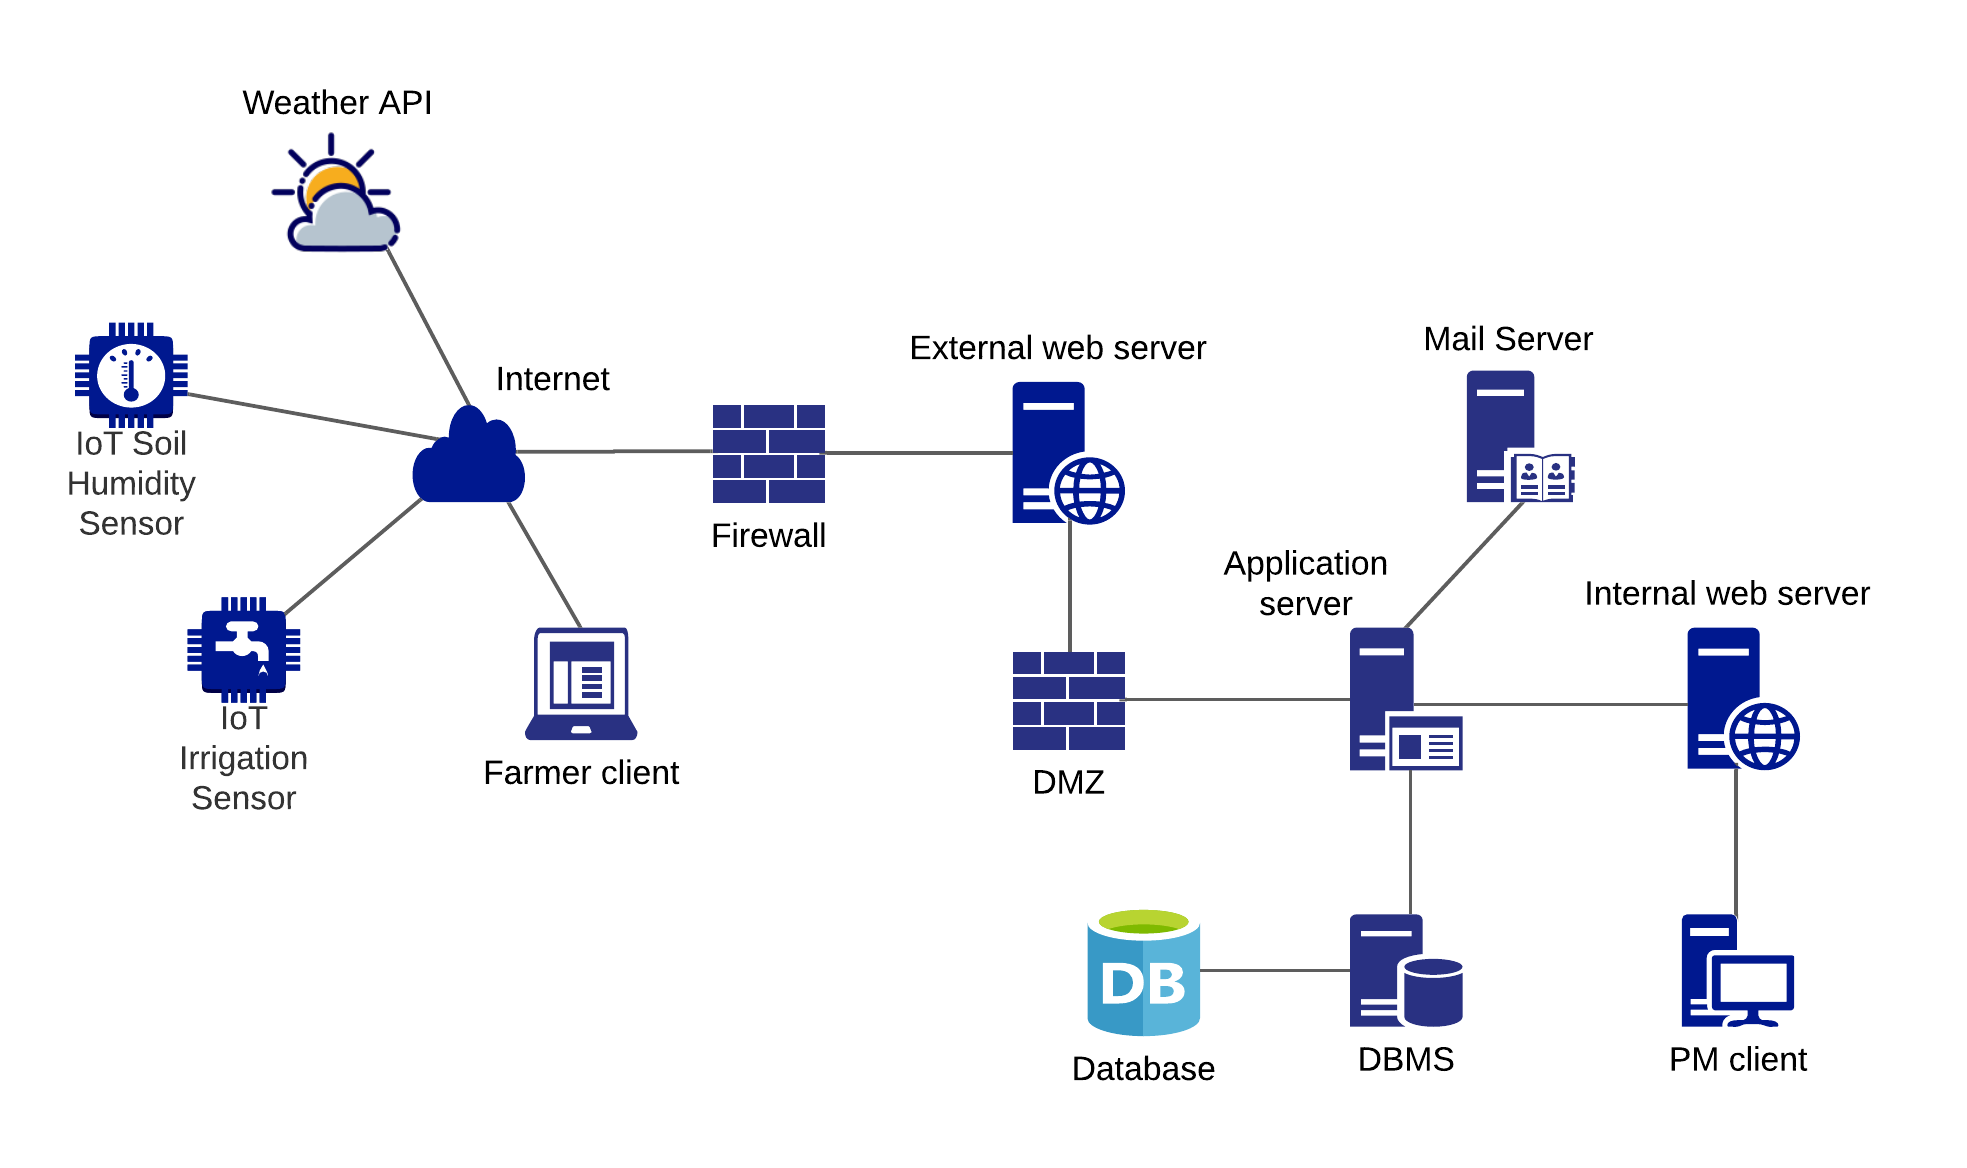 Weather API
Internet
IoT Soil
Humidity
Sensor
IoT
Irrigation
Sensor
Farmer client
Firewall
External web server
DMZ
Mail Server
Application
server
Internal web server
DB
Database
DBMS
PM client